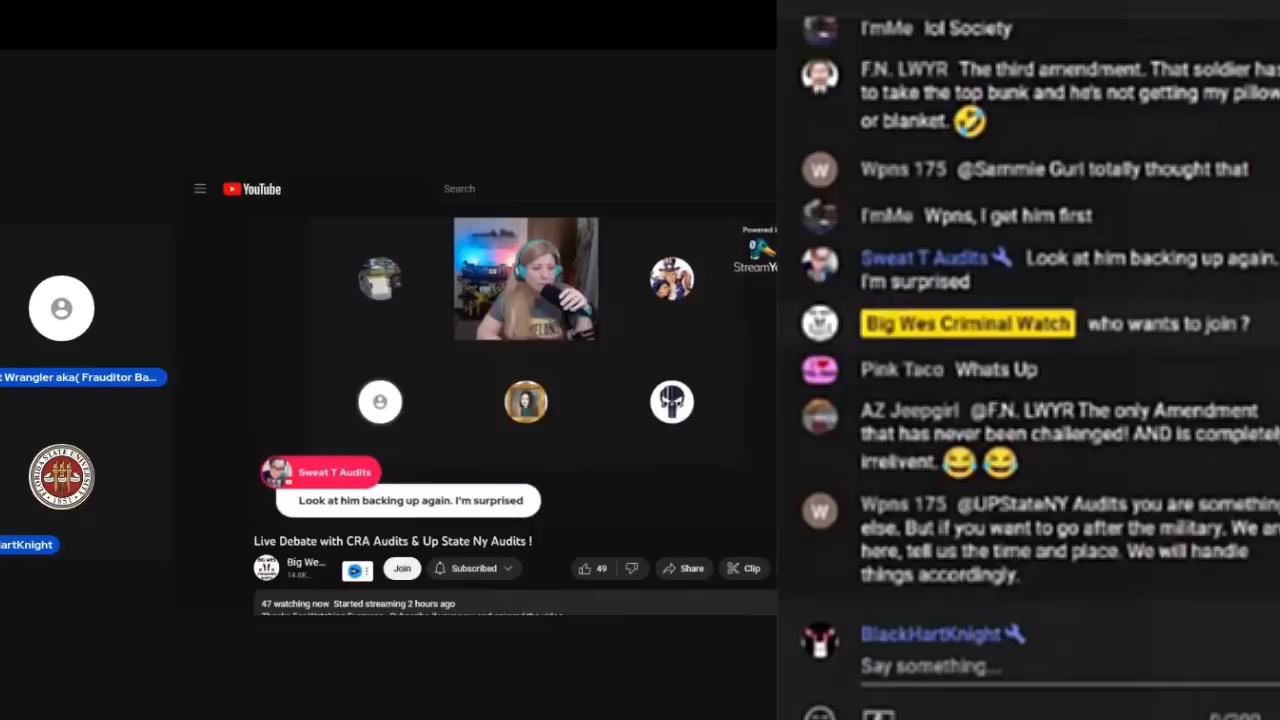 t Wrangler aka( Frauditor Ba...
artKnight
YouTube
Search
Powered
StreamY
Sweat T Audits
Look at him backing up again. I'm surprised
Live Debate with CRA Audits & Up State Ny Audits !
Big We...
14.6K...
Join
Subscribed
49
Share
Clip
47 watching now Started streaming 2 hours ago
I'mMe lol Society
F.N. LWYR The third amendment. That soldier has
to take the top bunk and he's not getting my pillow
or blanket. 🤣
W
Wpns 175 @Sammie Gurl totally thought that
I'mMe Wpns, I get him first
Sweat T Audits Look at him backing up again.
I'm surprised
Big Wes Criminal Watch who wants to join ?
Pink Taco Whats Up
AZ Jeepgirl @F.N. LWYR The only Amendment
that has never been challenged! AND is completel
irrelivent. 😂 😂
W
Wpns 175 @UPStateNY Audits you are something
else. But if you want to go after the military. We are
here, tell us the time and place. We will handle
things accordingly.
BlackHartKnight
Say something...